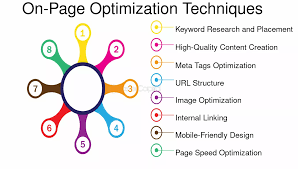 On-Page Optimization Techniques
1
2
3
4
5
6
7
8
Keyword Research and Placement
High-Quality Content Creation
Meta Tags Optimization
URL Structure
Image Optimization
Internal Linking
Mobile-Friendly Design
Page Speed Optimization